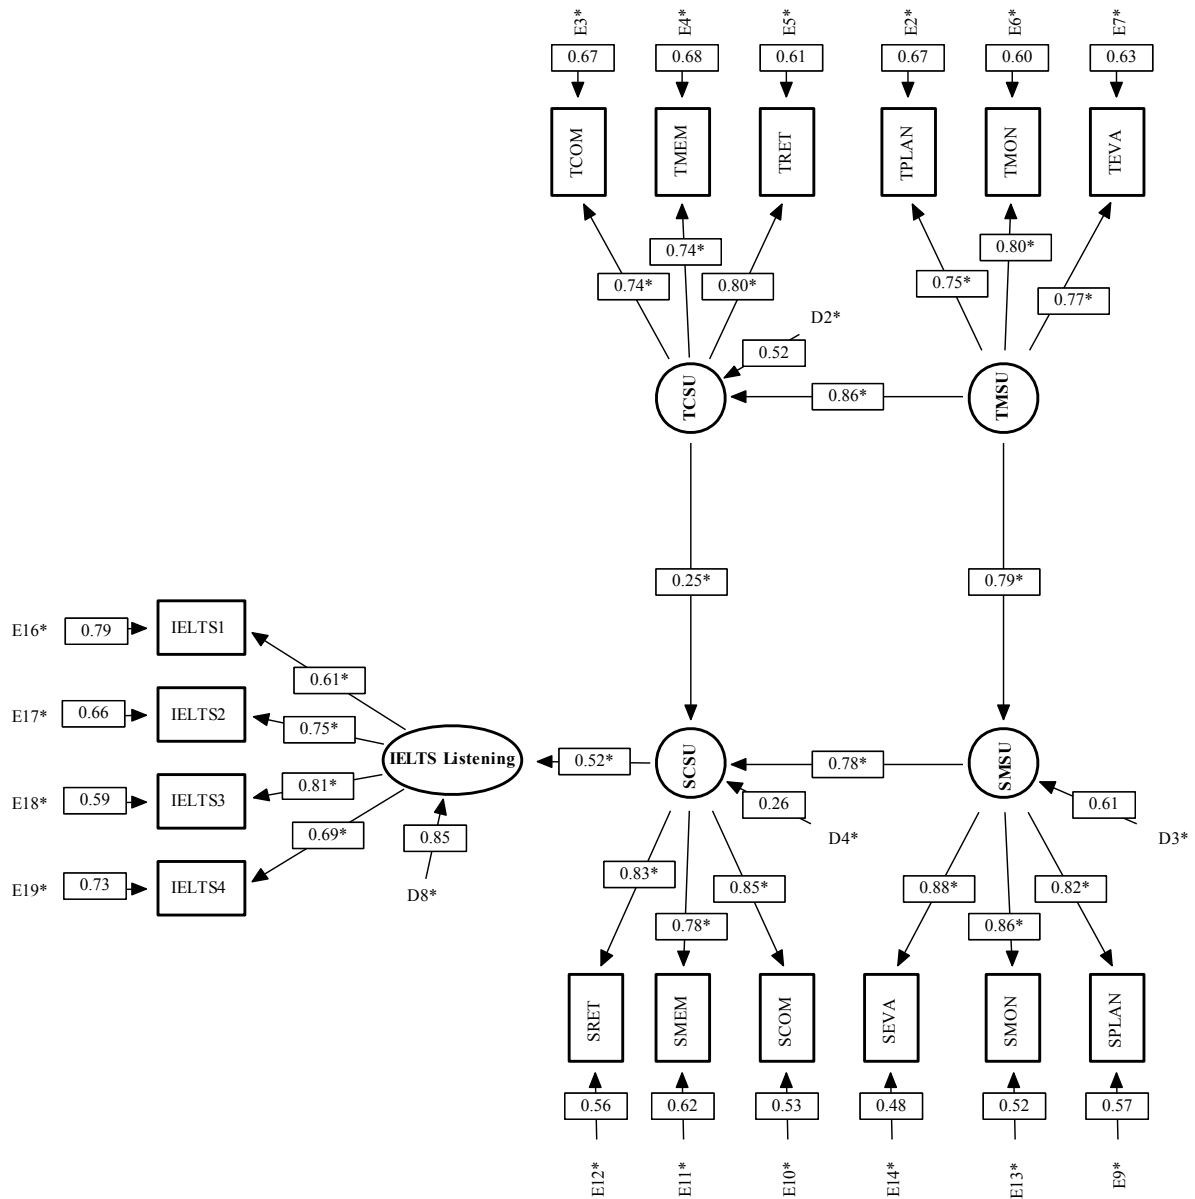 E3* E4* E5* E2* E6* E7*
0.67 0.68 0.61 0.67 0.60 0.63
TCOM TMEM TRET TPLAN TMON TEVA
0.74* 0.74* 0.80* 0.75* 0.80* 0.77*
D2*
0.52
TCSU 0.86* TMSU
0.25* 0.79*
E16* 0.79 IELTS1
0.61*
E17* 0.66 IELTS2 0.75*
IELTS Listening 0.52* SCSU 0.78* SMSU
E18* 0.59 IELTS3 0.81*
0.26 0.61
0.69* 0.85 D4* D3*
E19* 0.73 IELTS4
D8*
0.83* 0.78* 0.85* 0.88* 0.86* 0.82*
SRET SMEM SCOM SEVA SMON SPLAN
0.56 0.62 0.53 0.48 0.52 0.57
E12* E11* E10* E14* E13* E9*